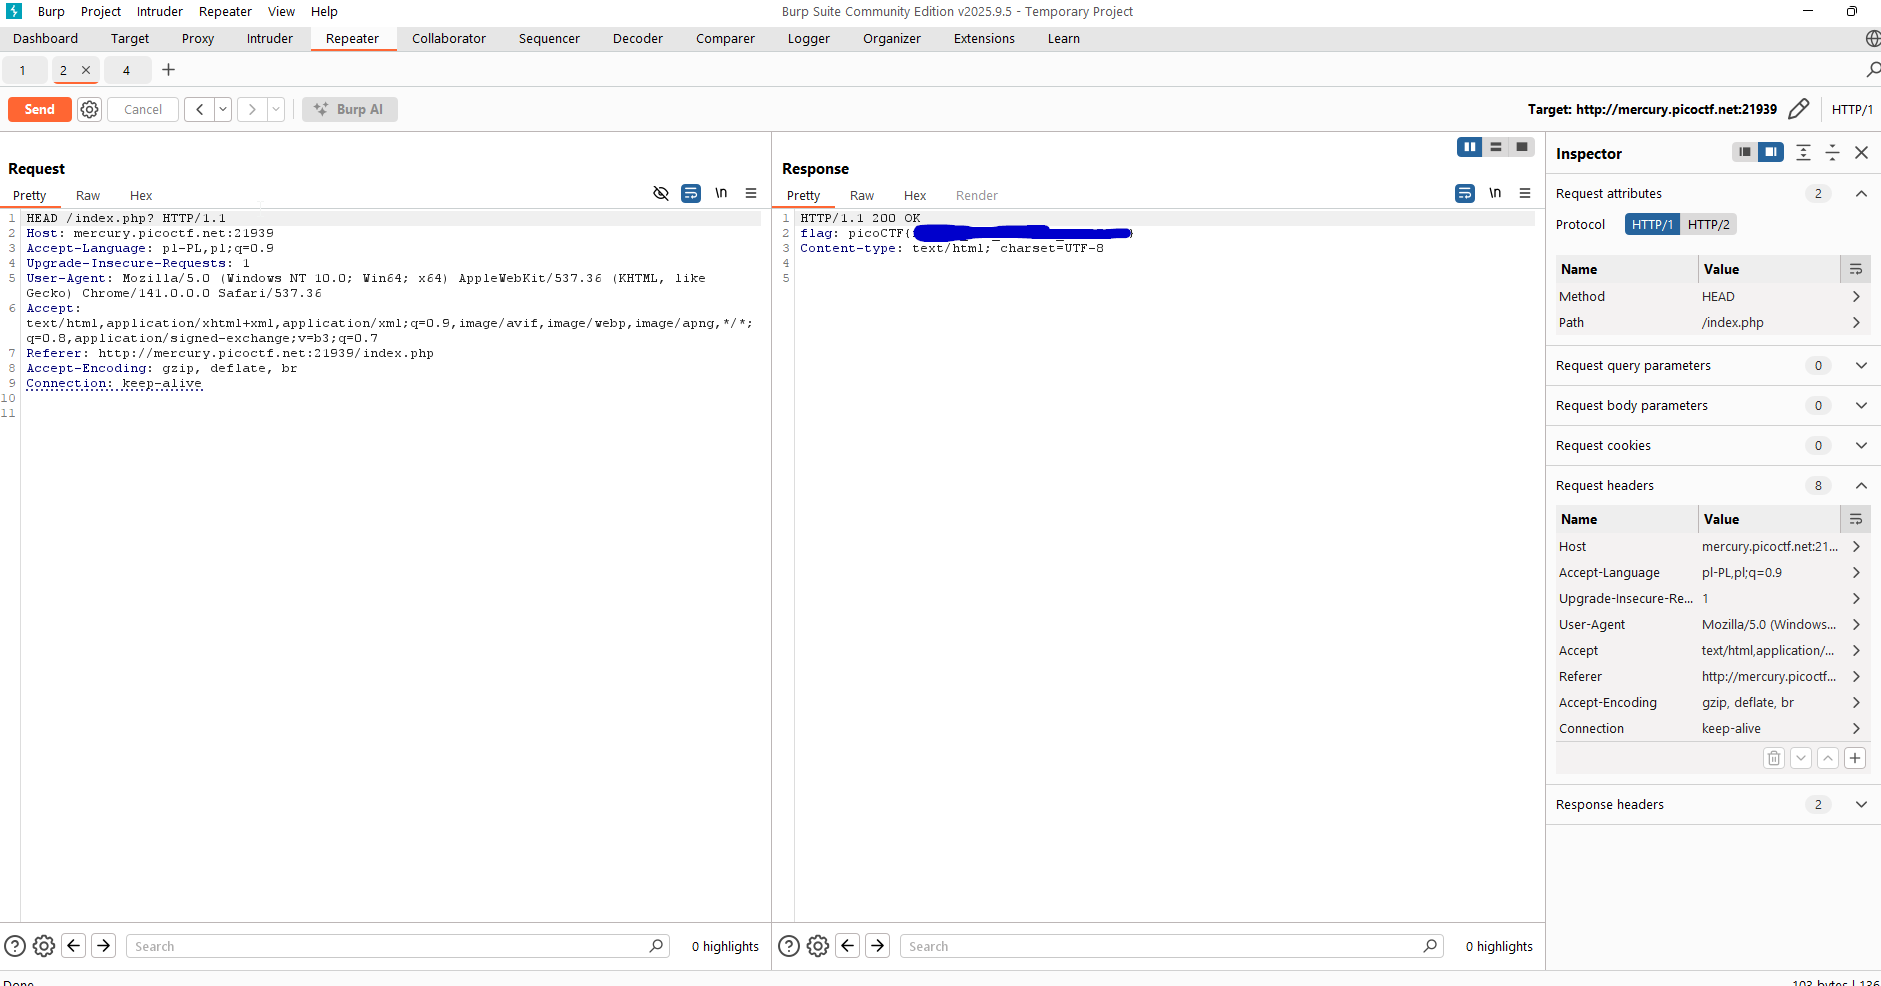 Burp Project Intruder Repeater View Help
Burp Suite Community Edition v2025.9.5 - Temporary Project
Dashboard Target Proxy Intruder Repeater Collaborator Sequencer Decoder Comparer Logger Organizer Extensions Learn
1 2 4
Send Cancel Burp AI
Target: http://mercury.picoctf.net:21939 HTTP/1
Request
Pretty Raw Hex \n
1 HEAD /index.php? HTTP/1.1
2 Host: mercury.picoctf.net:21939
3 Accept-Language: pl-PL,pl;q=0.9
4 Upgrade-Insecure-Requests: 1
5 User-Agent: Mozilla/5.0 (Windows NT 10.0; Win64; x64) AppleWebKit/537.36 (KHTML, like
Gecko) Chrome/141.0.0.0 Safari/537.36
6 Accept:
text/html,application/xhtml+xml,application/xml;q=0.9,image/avif,image/webp,image/apng,*/*;
q=0.8,application/signed-exchange;v=b3;q=0.7
7 Referer: http://mercury.picoctf.net:21939/index.php
8 Accept-Encoding: gzip, deflate, br
9 Connection: keep-alive
10
11
Search
0 highlights
Response
Pretty Raw Hex Render \n
1 HTTP/1.1 200 OK
2 flag: picoCTF{
3 Content-type: text/html; charset=UTF-8
4
5
Search
0 highlights
Inspector
Request attributes 2
Protocol HTTP/1 HTTP/2
Name Value
Method HEAD
Path /index.php
Request query parameters 0
Request body parameters 0
Request cookies 0
Request headers 8
Name Value
Host mercury.picoctf.net:21...
Accept-Language pl-PL,pl;q=0.9
Upgrade-Insecure-Re... 1
User-Agent Mozilla/5.0 (Windows...
Accept text/html,application/...
Referer http://mercury.picoctf...
Accept-Encoding gzip, deflate, br
Connection keep-alive
Response headers 2
Done
103 bytes | 136